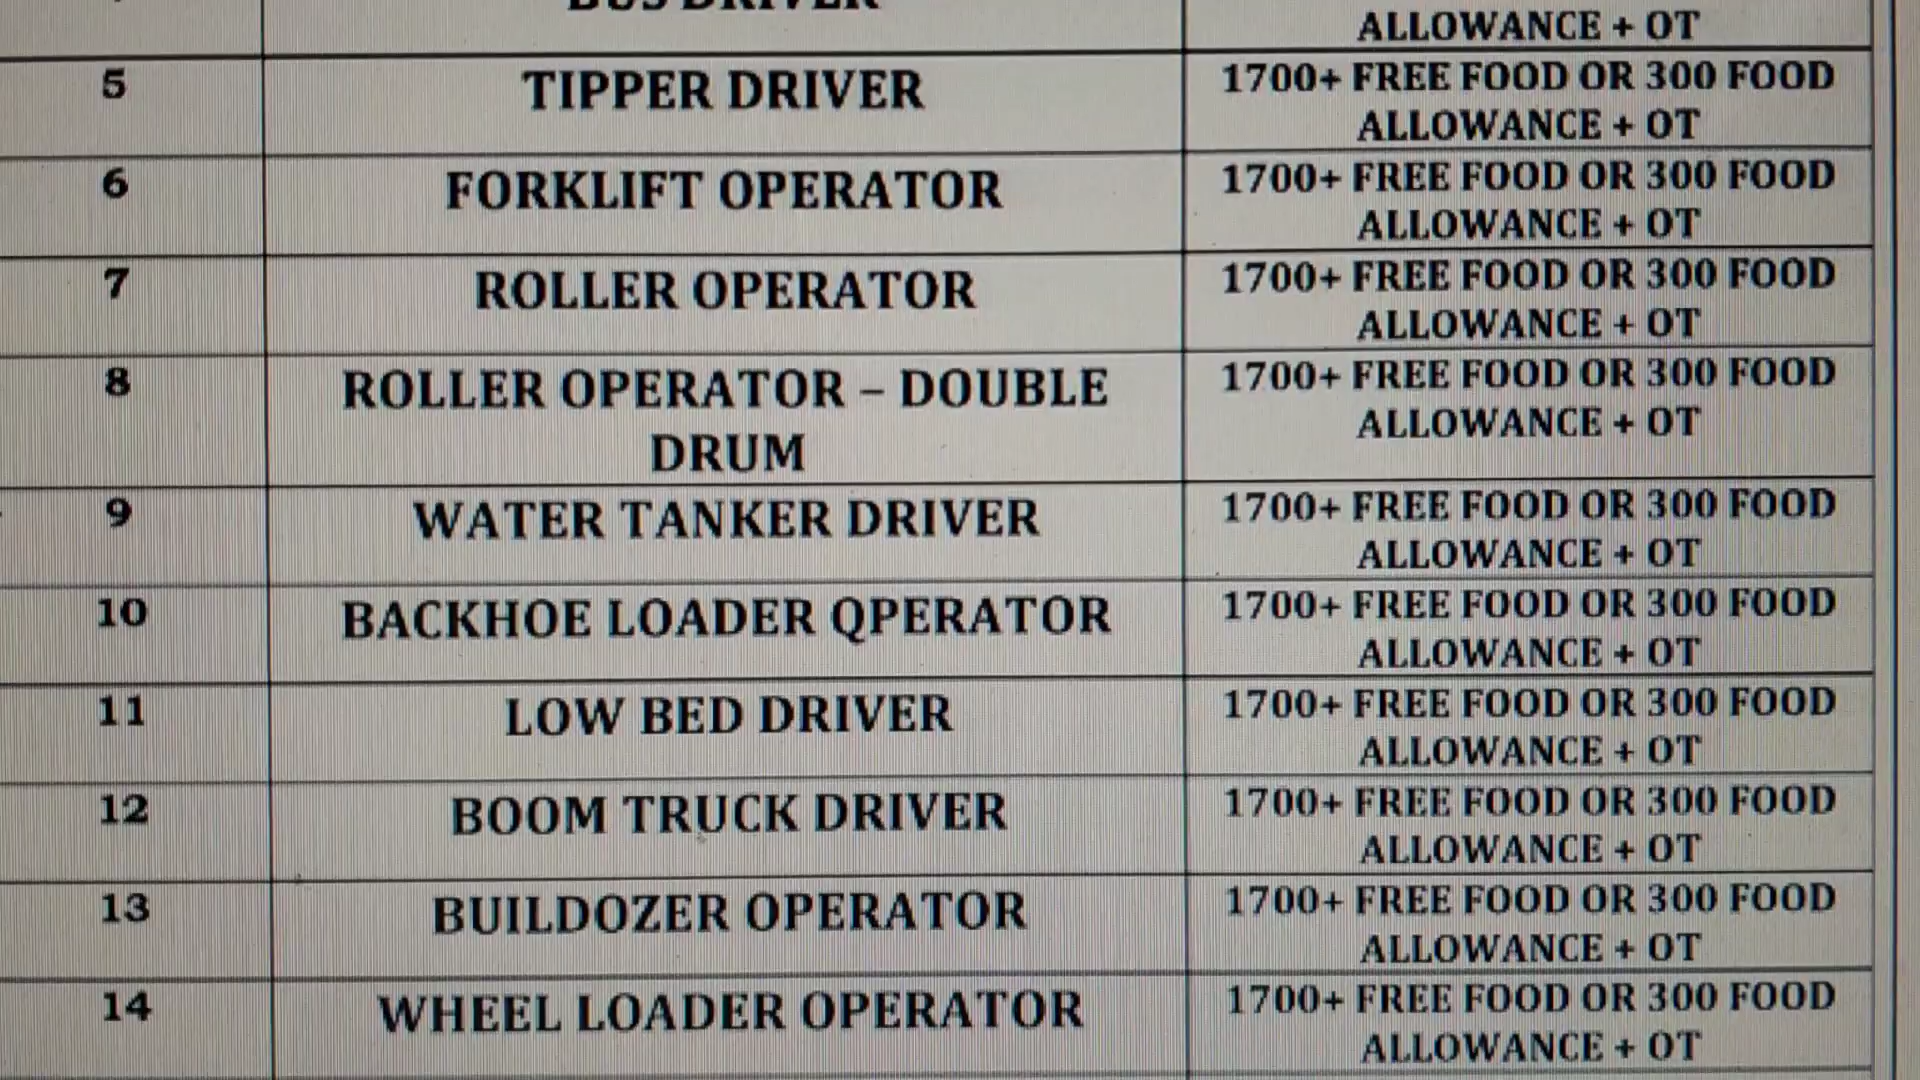 BUS DRIVER
ALLOWANCE + OT
5
TIPPER DRIVER
1700+ FREE FOOD OR 300 FOOD
ALLOWANCE + OT
6
FORKLIFT OPERATOR
1700+ FREE FOOD OR 300 FOOD
ALLOWANCE + OT
7
ROLLER OPERATOR
1700+ FREE FOOD OR 300 FOOD
ALLOWANCE + OT
8
ROLLER OPERATOR – DOUBLE
DRUM
1700+ FREE FOOD OR 300 FOOD
ALLOWANCE + OT
9
WATER TANKER DRIVER
1700+ FREE FOOD OR 300 FOOD
ALLOWANCE + OT
10
BACKHOE LOADER QPERATOR
1700+ FREE FOOD OR 300 FOOD
ALLOWANCE + OT
11
LOW BED DRIVER
1700+ FREE FOOD OR 300 FOOD
ALLOWANCE + OT
12
BOOM TRUCK DRIVER
1700+ FREE FOOD OR 300 FOOD
ALLOWANCE + OT
13
BUILDOZER OPERATOR
1700+ FREE FOOD OR 300 FOOD
ALLOWANCE + OT
14
WHEEL LOADER OPERATOR
1700+ FREE FOOD OR 300 FOOD
ALLOWANCE + OT